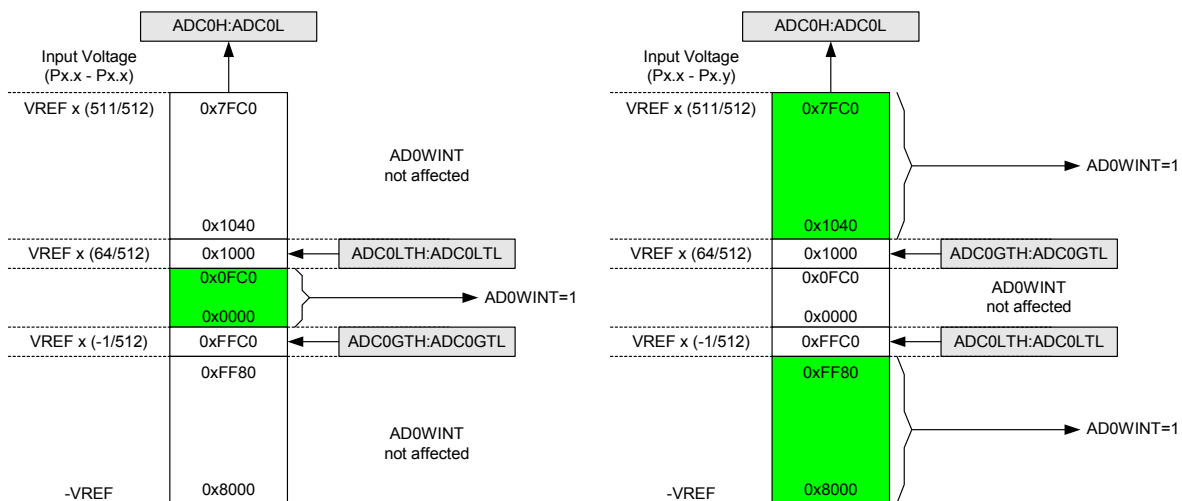 ADC0H:ADC0L
Input Voltage
(Px.x - Px.x)
VREF x (511/512)
0x7FC0
AD0WINT
not affected
0x1040
VREF x (64/512)
0x1000
ADC0LTH:ADC0LTL
0x0FC0
AD0WINT=1
0x0000
VREF x (-1/512)
0xFFC0
ADC0GTH:ADC0GTL
0xFF80
AD0WINT
not affected
-VREF
0x8000
ADC0H:ADC0L
Input Voltage
(Px.x - Px.y)
VREF x (511/512)
0x7FC0
AD0WINT=1
0x1040
VREF x (64/512)
0x1000
ADC0GTH:ADC0GTL
0x0FC0
AD0WINT
not affected
0x0000
VREF x (-1/512)
0xFFC0
ADC0LTH:ADC0LTL
0xFF80
AD0WINT=1
-VREF
0x8000